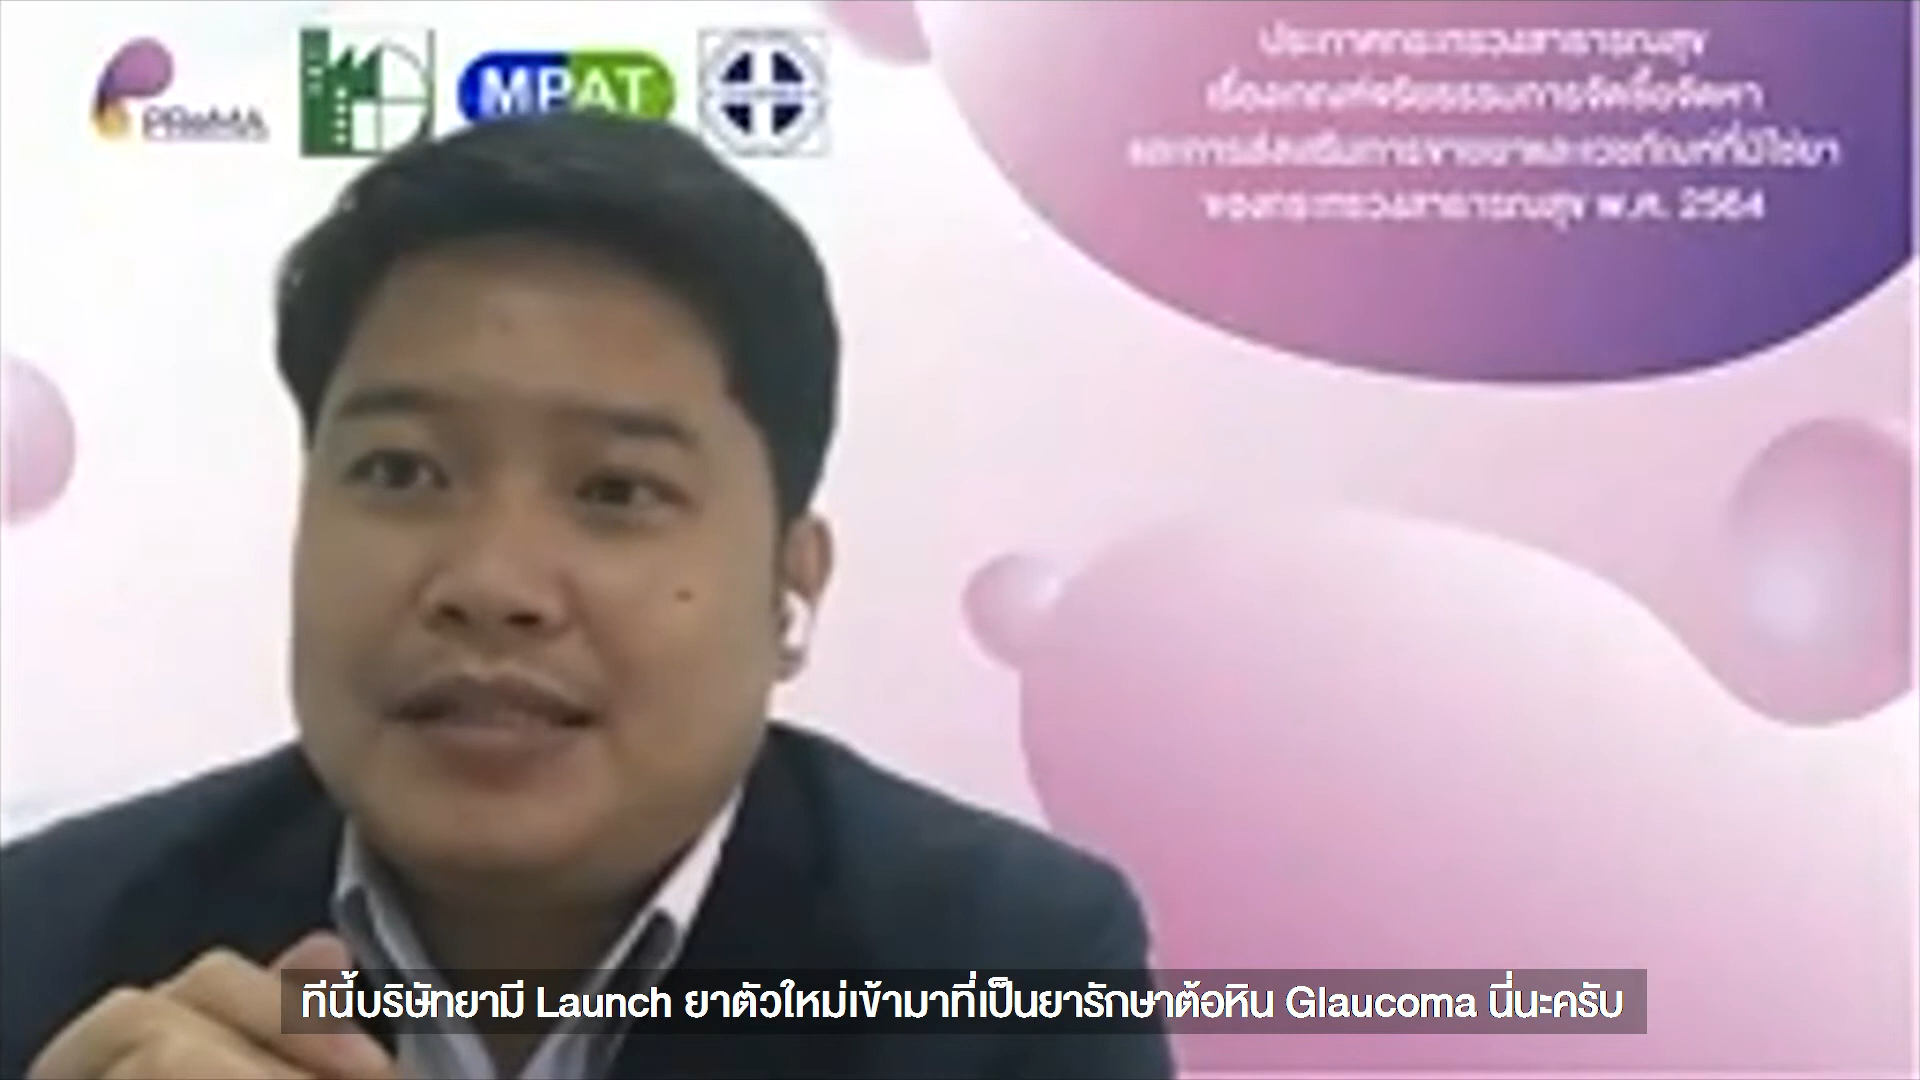 PReMA
MPAT
ประกาศกระทรวงสาธารณสุข
เรื่องเกณฑ์จริยธรรมการจัดซื้อจัดหา
และการส่งเสริมการขายยาและเวชภัณฑ์ที่มิใช่ยา
ของกระทรวงสาธารณสุข พ.ศ. 2564
ทีนี้บริษัทยามี Launch ยาตัวใหม่เข้ามาที่เป็นยารักษาต้อหิน Glaucoma นี่นะครับ